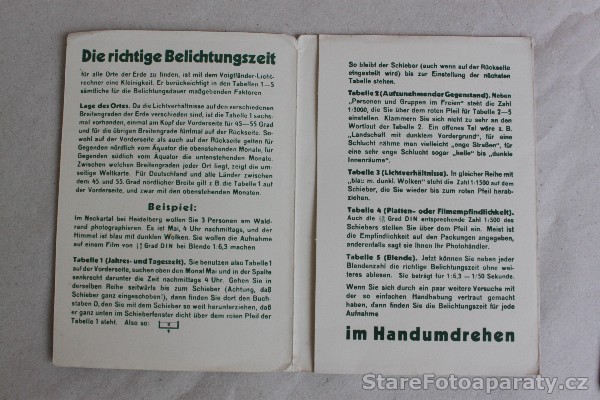 Die richtige Belichtungszeit
für alle Orte der Erde zu finden, ist mit dem Voigtländer-Licht-
rechner eine Kleinigkeit. Er berücksichtigt in den Tabellen 1—5
sämtliche für die Belichtungsdauer maßgebenden Faktoren.
Lage des Ortes. Da die Lichtverhältnisse auf den verschiedenen
Breitengraden der Erde verschieden sind, ist die Tabelle 1 sechs-
mal vorhanden, einmal am Kopf der Vorderseite für 45—55 Grad
und für die übrigen Breitengrade fünfmal auf der Rückseite. So-
wohl auf der Vorderseite als auch auf der Rückseite gelten für
Gegenden nördlich vom Äquator die obenstehenden Monate, für
Gegenden südlich vom Äquator die untenstehenden Monate.
Zwischen welchen Breitengraden jeder Ort liegt, zeigt die um-
seitige Weltkarte. Für Deutschland und alle Länder zwischen
dem 45. und 55. Grad nördlicher Breite gilt z. B. die Tabelle 1 auf
der Vorderseite, und zwar mit den obenstehenden Monaten.
Beispiel:
Im Neckartal bei Heidelberg wollen Sie 3 Personen am Wald-
rand photographieren. Es ist Mai, 4 Uhr nachmittags, und der
Himmel ist blau mit dunklen Wolken. Sie wollen die Aufnahme
auf einem Film von Grad DIN bei Blende 1:6,3 machen
Tabelle 1 (Jahres- und Tageszeit). Sie benutzen also Tabelle 1
auf der Vorderseite, suchen oben den Monat Mai und in der Spalte
senkrecht darunter die Zeit nachmittags 4 Uhr. Gehen Sie in
derselben Reihe seitwärts bis zum Schieber (Achtung, daß
Schieber ganz eingeschoben!), dann finden Sie dort den Buch-
staben D, den Sie mit dem Schieber so weit herunterziehen, daß
er ganz unten im Schieberfenster dicht über dem roten Pfeil der
Tabelle 1 steht. Also so:
So bleibt der Schieber (auch wenn auf der Rückseite
eingestellt wird) bis zur Einstellung der nächsten
Tabelle stehen.
Tabelle 2 (Aufzunehmender Gegenstand). Neben
„Personen und Gruppen im Freien“ steht die Zahl
1:3000, die Sie über dem roten Pfeil für Tabelle 2—5
einstellen. Klammern Sie sich nicht zu sehr an den
Wortlaut der Tabelle 2. Ein offenes Tal wäre z. B.
„Landschaft mit dunklem Vordergrund“, für eine
Schlucht nähme man vielleicht „enge Straßen“, für
eine sehr enge Schlucht sogar „helle“ bis „dunkle
Innenräume“.
Tabelle 3 (Lichtverhältnisse). In gleicher Reihe mit
„blau m. dunkl. Wolken“ steht die Zahl 1:1500 auf dem
Schieber, die Sie wieder bis zum roten Pfeil herab-
ziehen.
Tabelle 4 (Platten- oder Filmempfindlichkeit).
Auch die Grad DIN entsprechende Zahl 1:500 des
Schiebers stellen Sie über dem Pfeil ein. Meist ist
die Empfindlichkeit auf den Packungen angegeben,
anderenfalls sagt sie Ihnen Ihr Photohändler.
Tabelle 5 (Blende). Jetzt können Sie neben jeder
Blendenzahl die richtige Belichtungszeit ohne wei-
teres ablesen. Sie beträgt für 1:6,3 — 1:50 Sekunde.
Wenn Sie sich durch ein paar weitere Versuche mit
der so einfachen Handhabung vertraut gemacht
haben, dann finden Sie die Belichtungszeit für jede
Aufnahme
im Handumdrehen
StareFotoaparaty.cz